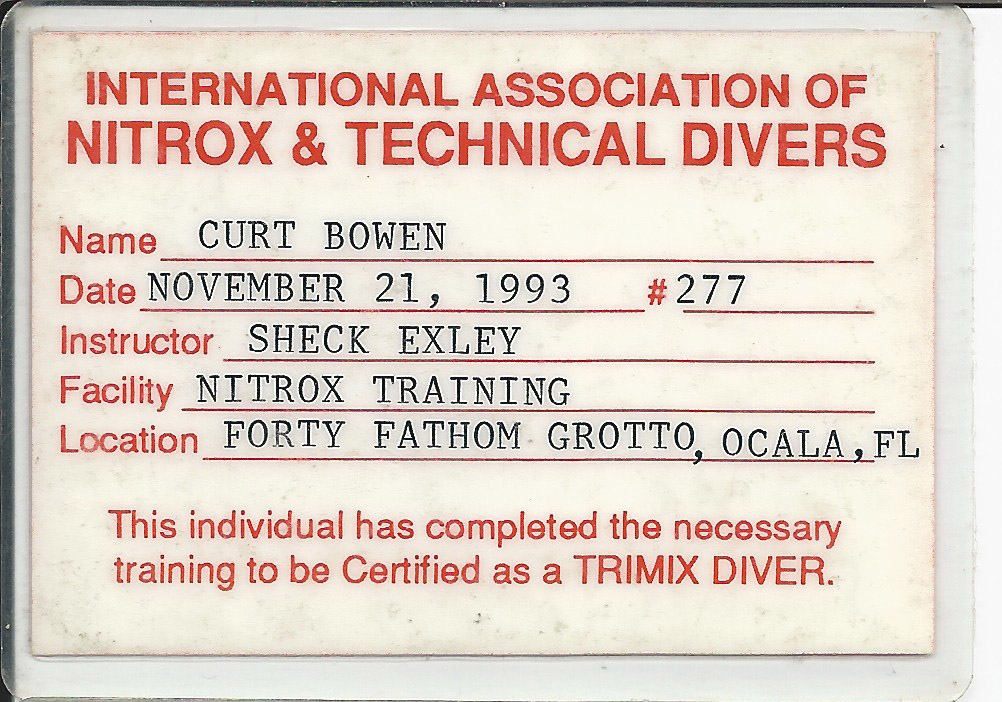 INTERNATIONAL ASSOCIATION OF
NITROX & TECHNICAL DIVERS
Name CURT BOWEN
Date NOVEMBER 21, 1993 #277
Instructor SHECK EXLEY
Facility NITROX TRAINING
Location FORTY FATHOM GROTTO, OCALA, FL
This individual has completed the necessary
training to be Certified as a TRIMIX DIVER.